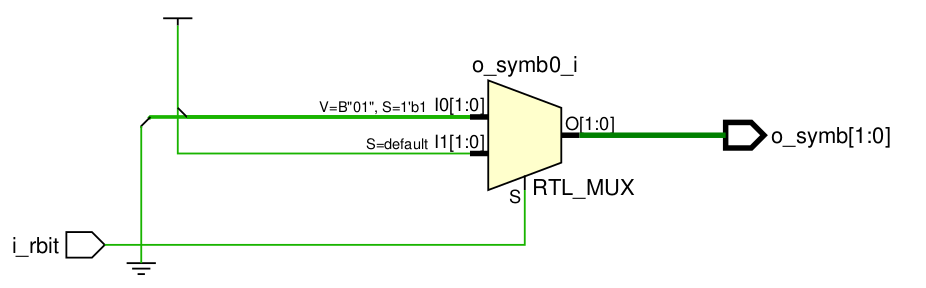 o_symb0_i
V=B"01", S=1'b1 I0[1:0]
S=default I1[1:0]
O[1:0]
o_symb[1:0]
S
RTL_MUX
i_rbit